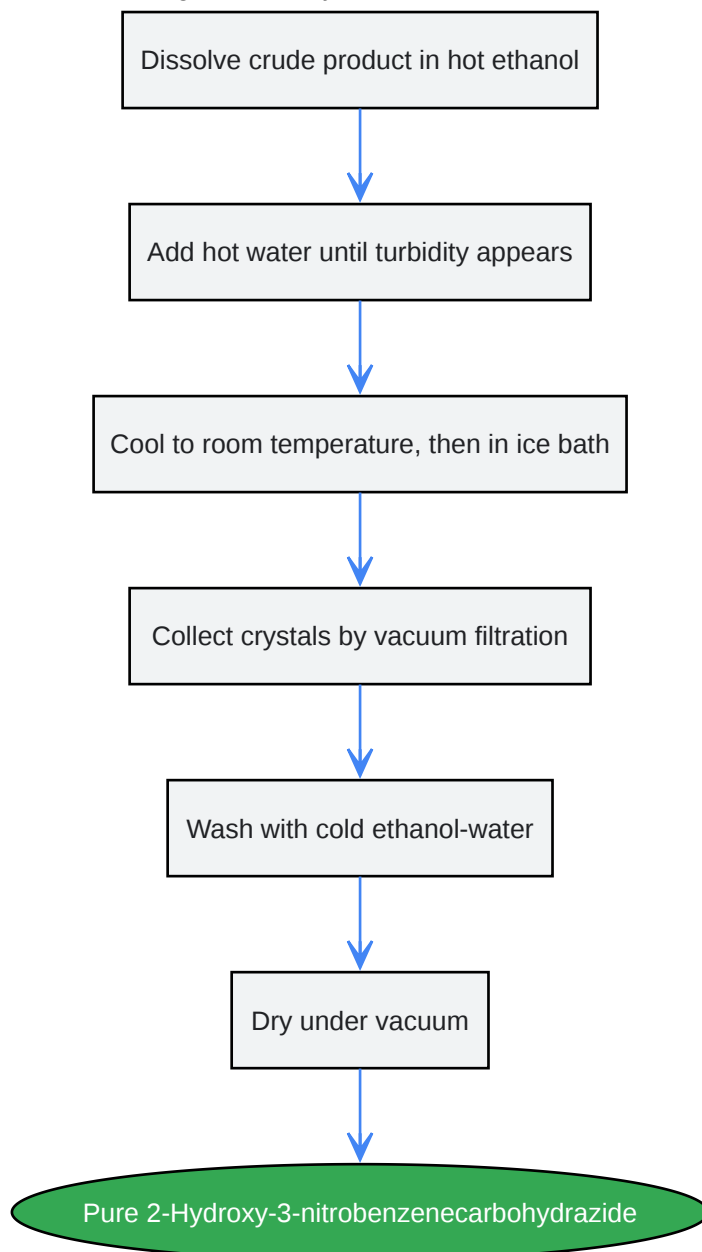 Dissolve crude product in hot ethanol
Add hot water until turbidity appears
Cool to room temperature, then in ice bath
Collect crystals by vacuum filtration
Wash with cold ethanol-water
Dry under vacuum
Pure 2-Hydroxy-3-nitrobenzenecarbohydrazide